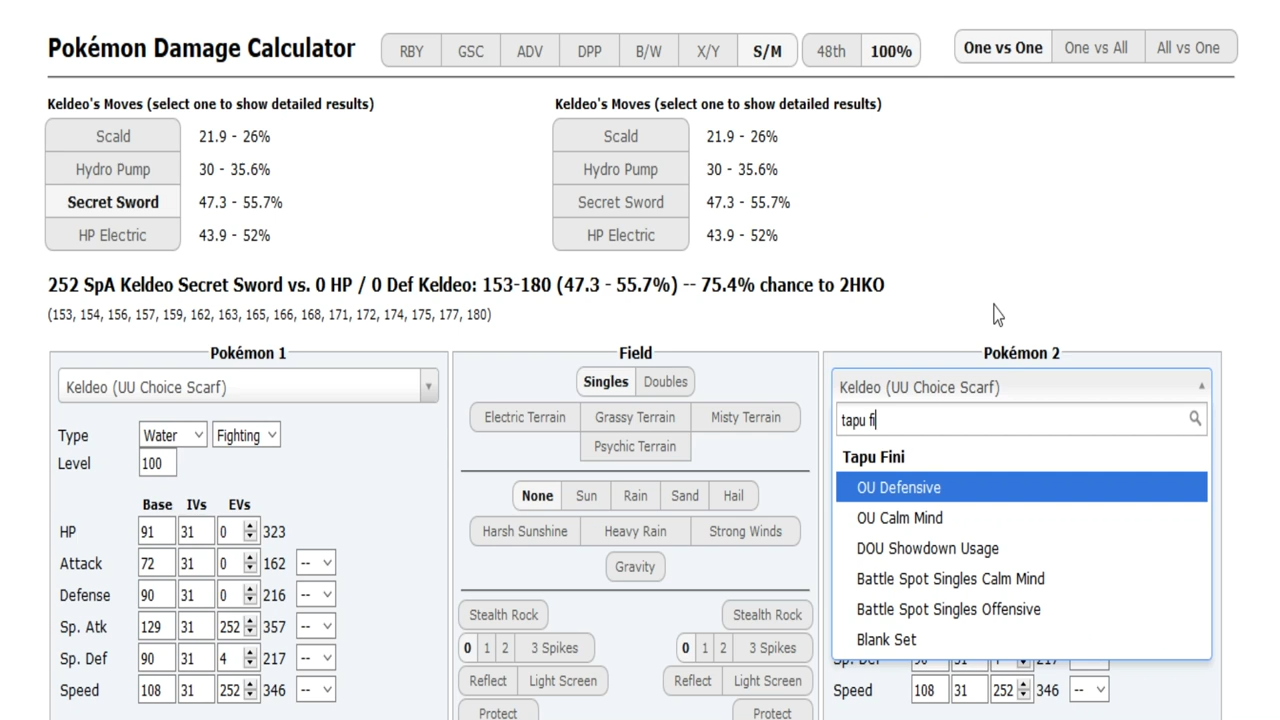 Pokémon Damage Calculator
RBY GSC ADV DPP B/W X/Y S/M 48th 100% One vs One One vs All All vs One
Keldeo's Moves (select one to show detailed results)
Scald 21.9 - 26%
Hydro Pump 30 - 35.6%
Secret Sword 47.3 - 55.7%
HP Electric 43.9 - 52%
Keldeo's Moves (select one to show detailed results)
Scald 21.9 - 26%
Hydro Pump 30 - 35.6%
Secret Sword 47.3 - 55.7%
HP Electric 43.9 - 52%
252 SpA Keldeo Secret Sword vs. 0 HP / 0 Def Keldeo: 153-180 (47.3 - 55.7%) -- 75.4% chance to 2HKO
(153, 154, 156, 157, 159, 162, 163, 165, 166, 168, 171, 172, 174, 175, 177, 180)
Pokémon 1
Keldeo (UU Choice Scarf)
Type Water Fighting
Level 100
Base IVs EVs
HP 91 31 0 323
Attack 72 31 0 162 --
Defense 90 31 0 216 --
Sp. Atk 129 31 252 357 --
Sp. Def 90 31 4 217 --
Speed 108 31 252 346 --
Field
Singles Doubles
Electric Terrain Grassy Terrain Misty Terrain
Psychic Terrain
None Sun Rain Sand Hail
Harsh Sunshine Heavy Rain Strong Winds
Gravity
Stealth Rock Stealth Rock
0 1 2 3 Spikes 0 1 2 3 Spikes
Reflect Light Screen Reflect Light Screen
Protect Protect
Pokémon 2
Keldeo (UU Choice Scarf)
tapu fi
Tapu Fini
OU Defensive
OU Calm Mind
DOU Showdown Usage
Battle Spot Singles Calm Mind
Battle Spot Singles Offensive
Blank Set
Sp. Def 90 31 4 217
Speed 108 31 252 346 --